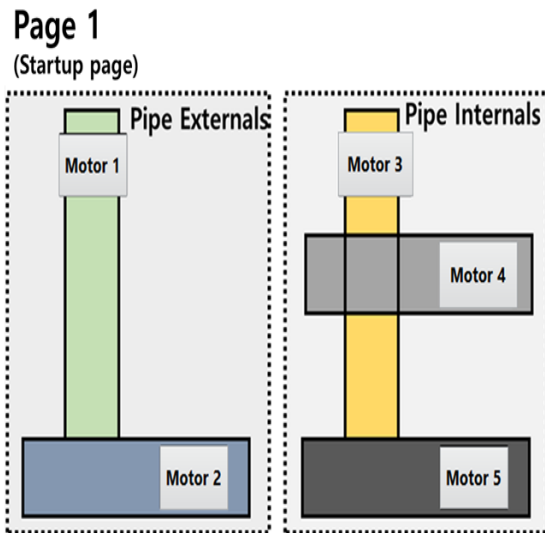 Page 1
(Startup page)
Pipe Externals
Motor 1
Motor 2
Pipe Internals
Motor 3
Motor 4
Motor 5